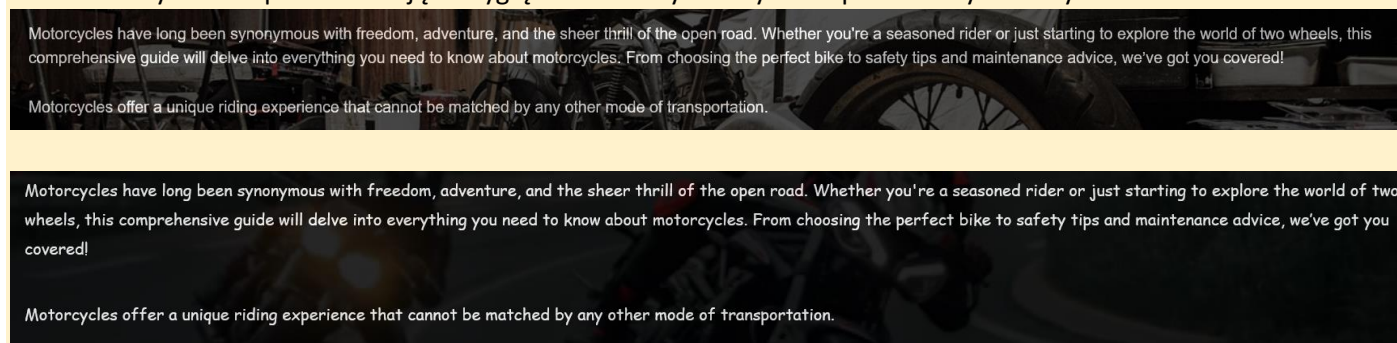 Motorcycles have long been synonymous with freedom, adventure, and the sheer thrill of the open road. Whether you're a seasoned rider or just starting to explore the world of two wheels, this
comprehensive guide will delve into everything you need to know about motorcycles. From choosing the perfect bike to safety tips and maintenance advice, we've got you covered!
Motorcycles offer a unique riding experience that cannot be matched by any other mode of transportation.
Motorcycles have long been synonymous with freedom, adventure, and the sheer thrill of the open road. Whether you're a seasoned rider or just starting to explore the world of two
wheels, this comprehensive guide will delve into everything you need to know about motorcycles. From choosing the perfect bike to safety tips and maintenance advice, we've got you
covered!
Motorcycles offer a unique riding experience that cannot be matched by any other mode of transportation.